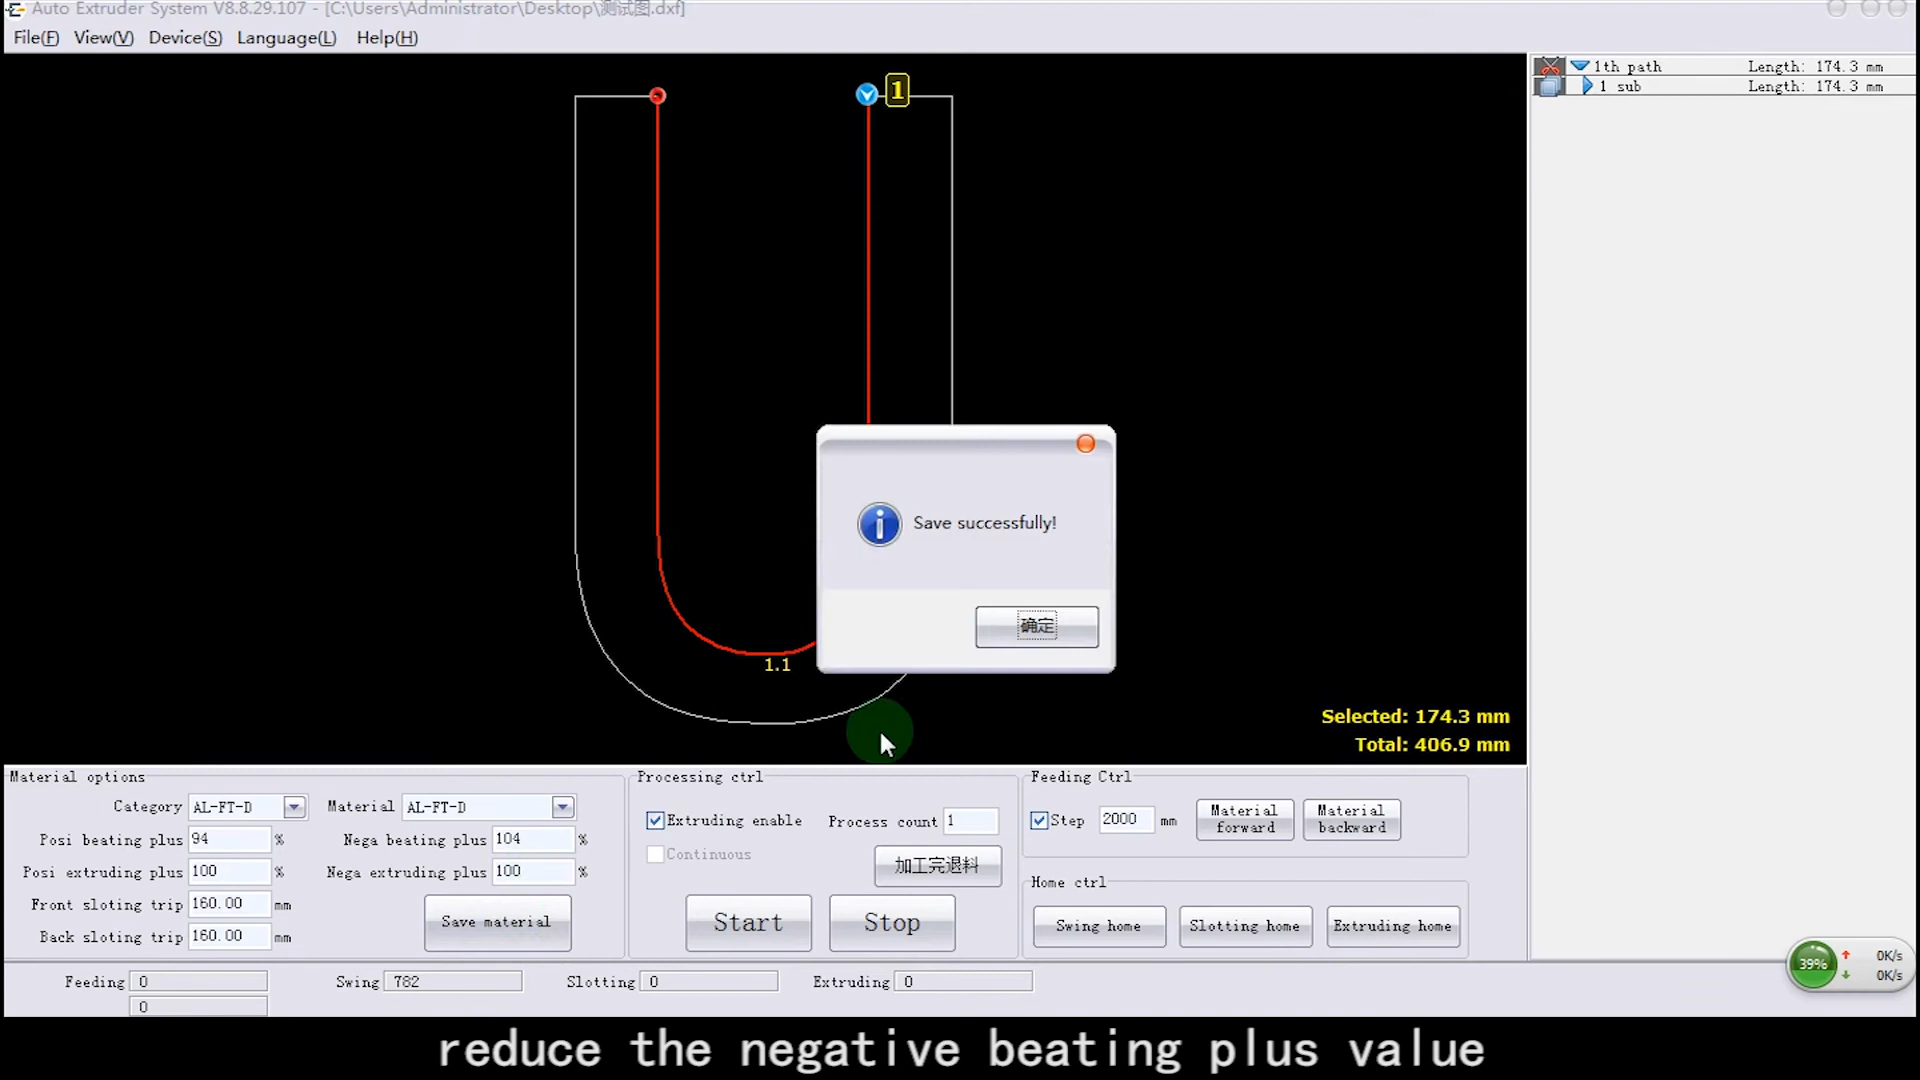 Auto Extruder System V8.8.29.107 - [C:\Users\Administrator\Desktop\测试图.dxf]
File(F) View(V) Device(S) Language(L) Help(H)
1th path Length: 174.3 mm
1 sub Length: 174.3 mm
1
Save successfully!
确定
1.1
Selected: 174.3 mm
Total: 406.9 mm
Material options
Category AL-FT-D Material AL-FT-D
Posi beating plus 94 % Nega beating plus 104 %
Posi extruding plus 100 % Nega extruding plus 100 %
Front sloting trip 160.00 mm
Back sloting trip 160.00 mm
Save material
Processing ctrl
Extruding enable Process count 1
Continuous
加工完退料
Start Stop
Feeding Ctrl
Step 2000 mm
Material forward
Material backward
Home ctrl
Swing home Slotting home Extruding home
Feeding 0 Swing 782 Slotting 0 Extruding 0
0
39%
0K/s
0K/s
reduce the negative beating plus value